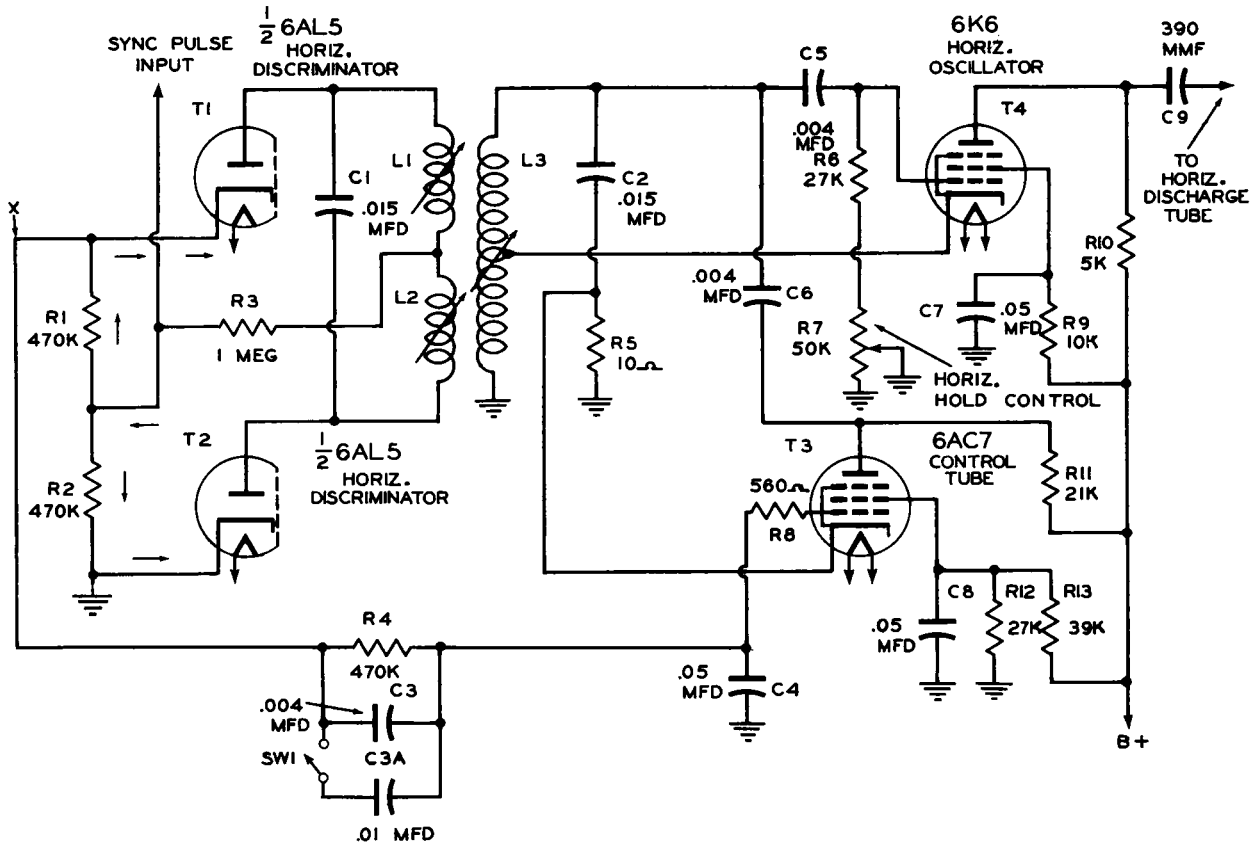 1/2 6AL5
HORIZ.
DISCRIMINATOR
SYNC PULSE
INPUT
6K6
HORIZ.
OSCILLATOR
390
MMF
C9
TO
HORIZ.
DISCHARGE
TUBE
T1
X
C1
.015
MFD
L1
L2
L3
C2
.015
MFD
C5
.004
MFD
R6
27K
T4
R10
5K
R1
470K
R3
1 MEG
R5
10Ω
.004
MFD
C6
R7
50K
HORIZ.
HOLD CONTROL
C7
.05
MFD
R9
10K
R2
470K
T2
1/2 6AL5
HORIZ.
DISCRIMINATOR
T3
6AC7
CONTROL
TUBE
560Ω
R8
R11
21K
R4
470K
C3
.004
MFD
C3A
SW1
.01 MFD
.05
MFD
C4
C8
.05
MFD
R12
27K
R13
39K
B+